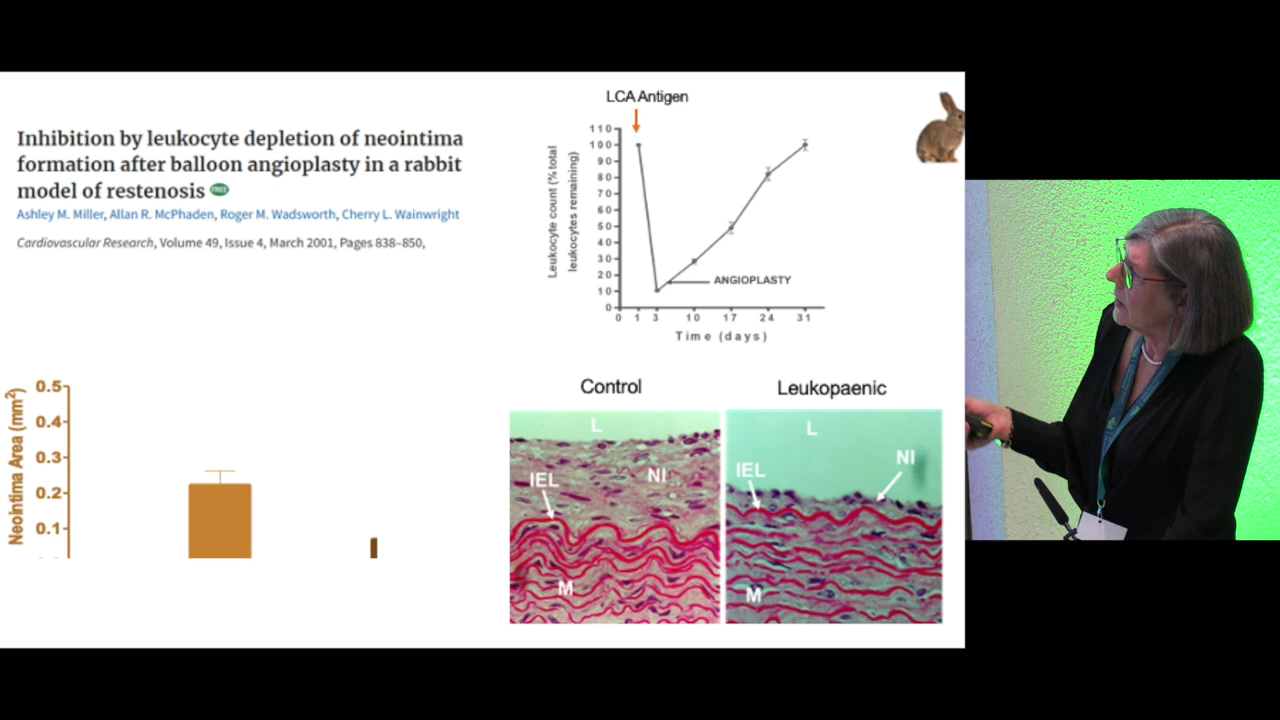 Inhibition by leukocyte depletion of neointima
formation after balloon angioplasty in a rabbit
model of restenosis FREE
Ashley M. Miller, Allan R. McPhaden, Roger M. Wadsworth, Cherry L. Wainwright
Cardiovascular Research, Volume 49, Issue 4, March 2001, Pages 838–850,
LCA Antigen
Leukocyte count (% total
leukocytes remaining)
110
100
90
80
70
60
50
40
30
20
10
0
ANGIOPLASTY
0 1 3 10 17 24 31
Time (days)
Neointima Area (mm²)
0.5
0.4
0.3
0.2
0.1
Control
L
IEL
NI
M
Leukopaenic
L
IEL
NI
M